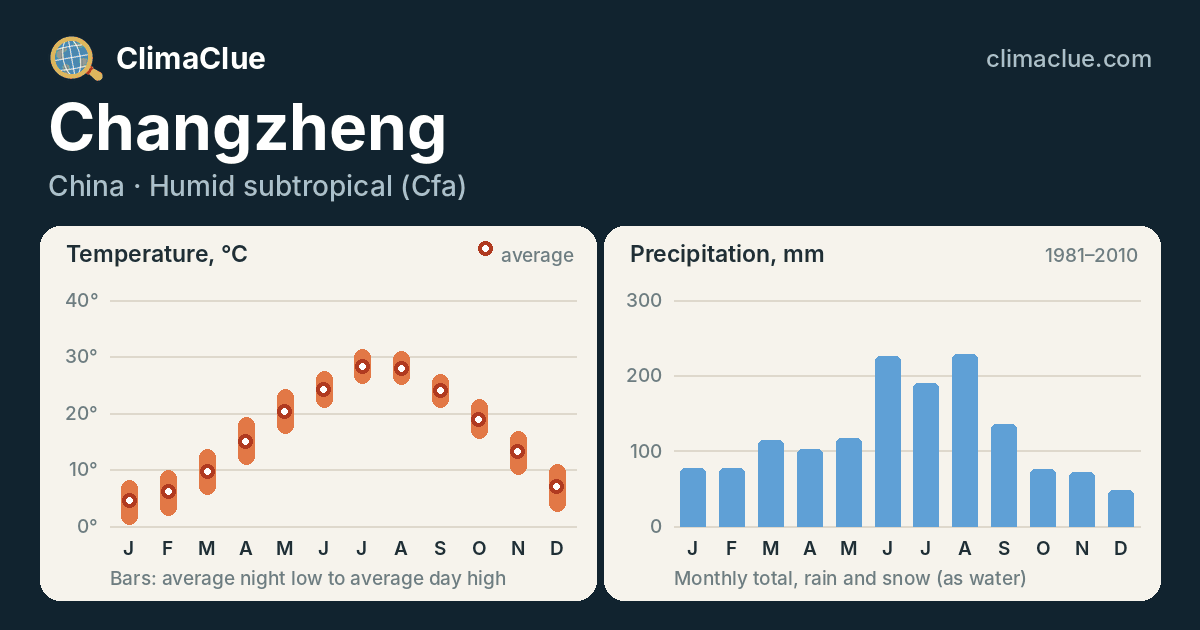 ClimaClue
climaclue.com
Changzheng
China · Humid subtropical (Cfa)
Temperature, °C
average
40°
30°
20°
10°
0°
J F M A M J J A S O N D
Bars: average night low to average day high
Precipitation, mm
1981–2010
300
200
100
0
J F M A M J J A S O N D
Monthly total, rain and snow (as water)